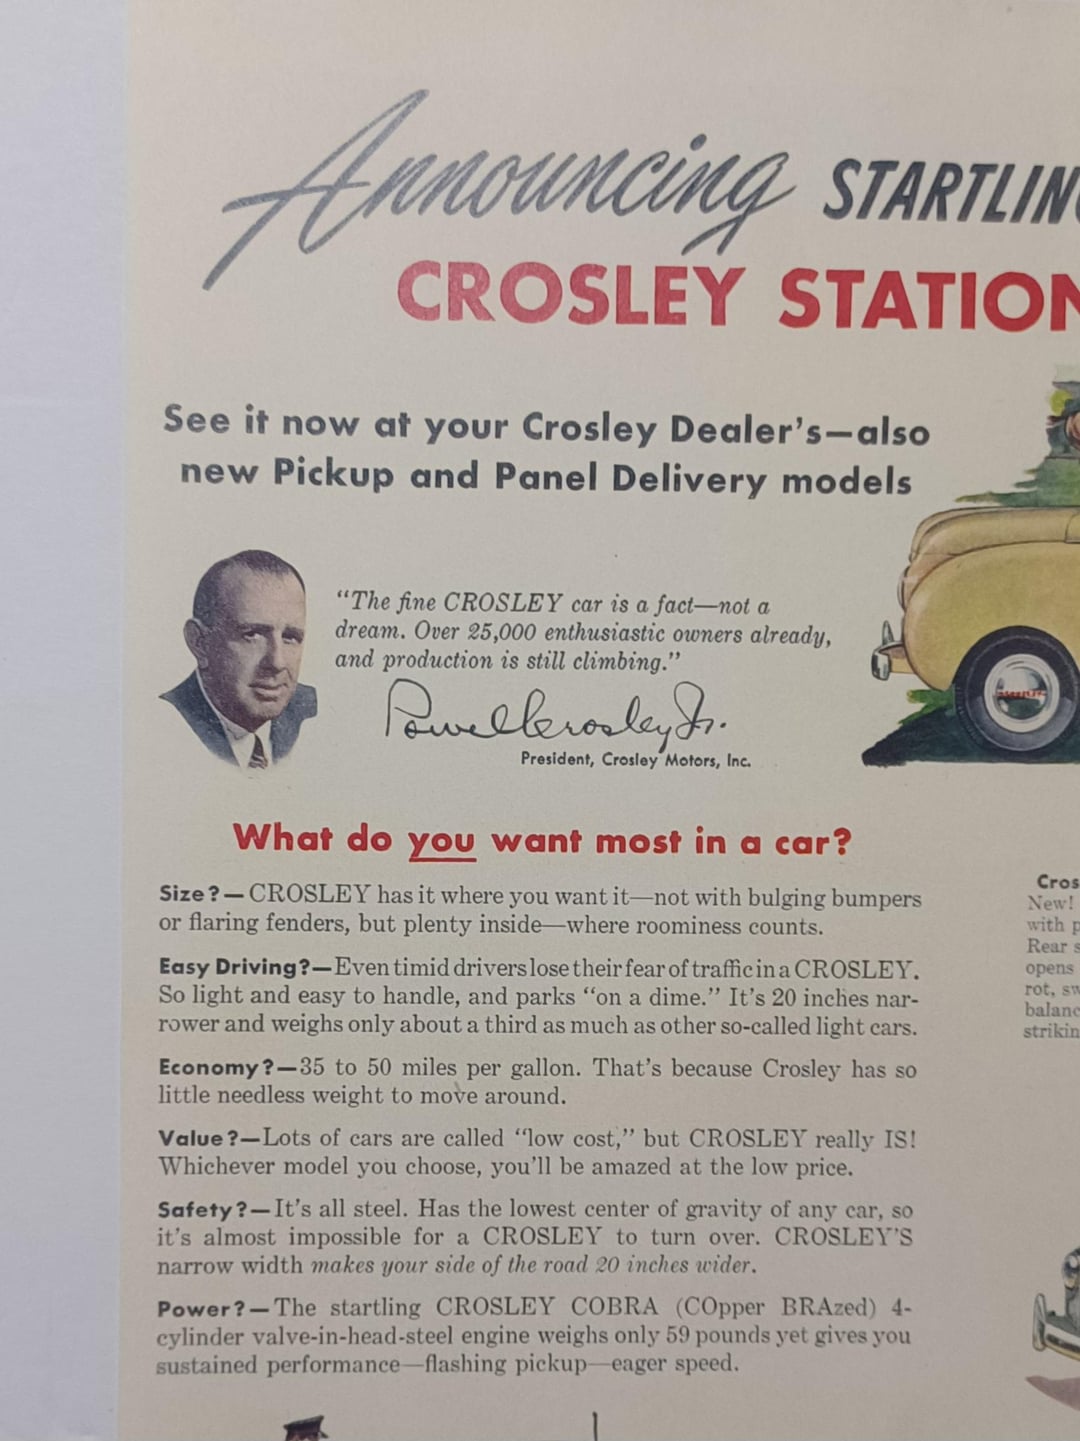 Announcing STARTLING
CROSLEY STATION
See it now at your Crosley Dealer's—also
new Pickup and Panel Delivery models
"The fine CROSLEY car is a fact—not a
dream. Over 25,000 enthusiastic owners already,
and production is still climbing."
Powel Crosley Jr.
President, Crosley Motors, Inc.
What do you want most in a car?
Size?—CROSLEY has it where you want it—not with bulging bumpers
or flaring fenders, but plenty inside—where roominess counts.
Easy Driving?—Even timid drivers lose their fear of traffic in a CROSLEY.
So light and easy to handle, and parks "on a dime." It's 20 inches nar-
rower and weighs only about a third as much as other so-called light cars.
Economy?—35 to 50 miles per gallon. That's because Crosley has so
little needless weight to move around.
Value?—Lots of cars are called "low cost," but CROSLEY really IS!
Whichever model you choose, you'll be amazed at the low price.
Safety?—It's all steel. Has the lowest center of gravity of any car, so
it's almost impossible for a CROSLEY to turn over. CROSLEY'S
narrow width makes your side of the road 20 inches wider.
Power?—The startling CROSLEY COBRA (COpper BRAzed) 4-
cylinder valve-in-head-steel engine weighs only 59 pounds yet gives you
sustained performance—flashing pickup—eager speed.
Cros
New!
with p
Rear s
opens
rot, sw
balanc
strikin